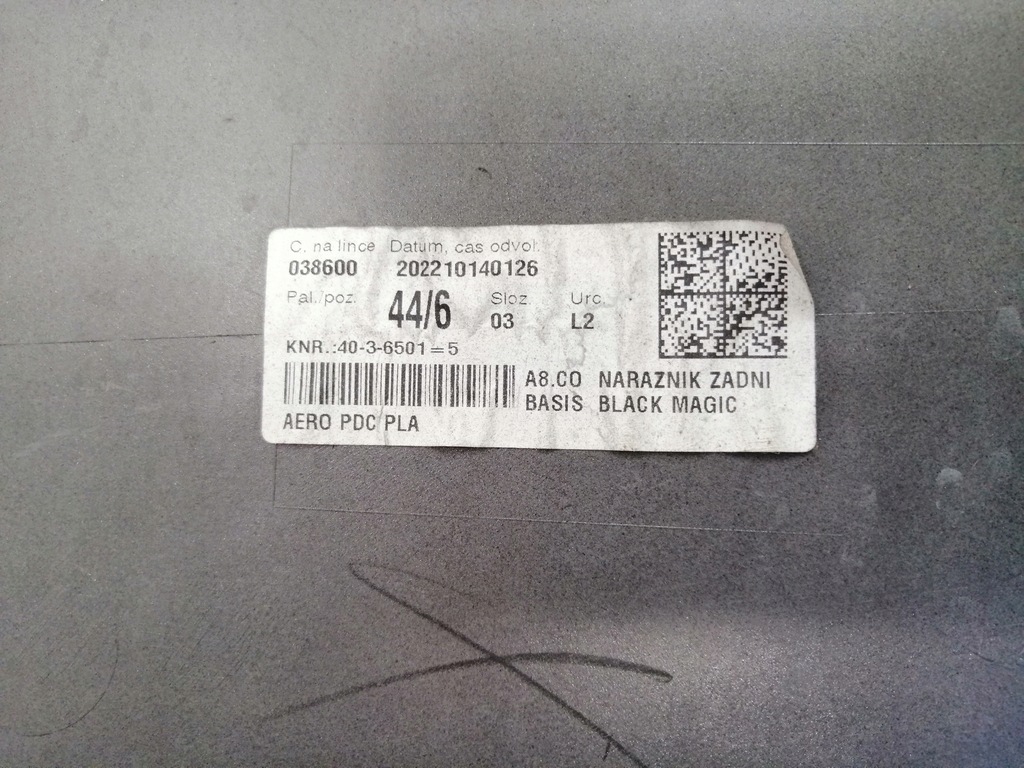 C. na lince Datum, cas odvol.
038600 202210140126
Pal./poz. 44/6 Sloz. 03 Urc. L2
KNR.:40-3-6501=5
A8.CO NARAZNIK ZADNI
BASIS BLACK MAGIC
AERO PDC PLA